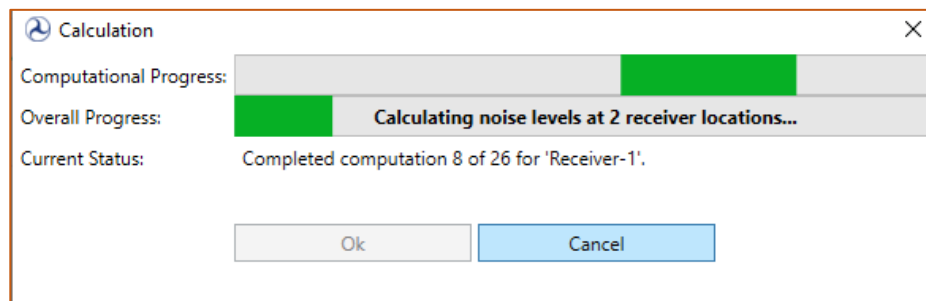 Calculation
Computational Progress:
Overall Progress: Calculating noise levels at 2 receiver locations...
Current Status: Completed computation 8 of 26 for 'Receiver-1'.
Ok Cancel